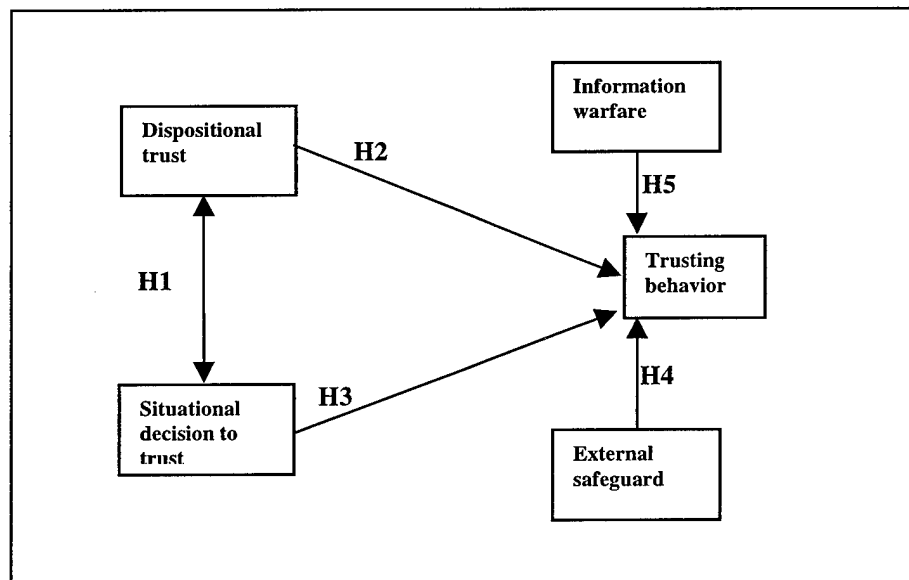 Dispositional
trust
Information
warfare
H2
H5
H1
Trusting
behavior
H3
H4
Situational
decision to
trust
External
safeguard